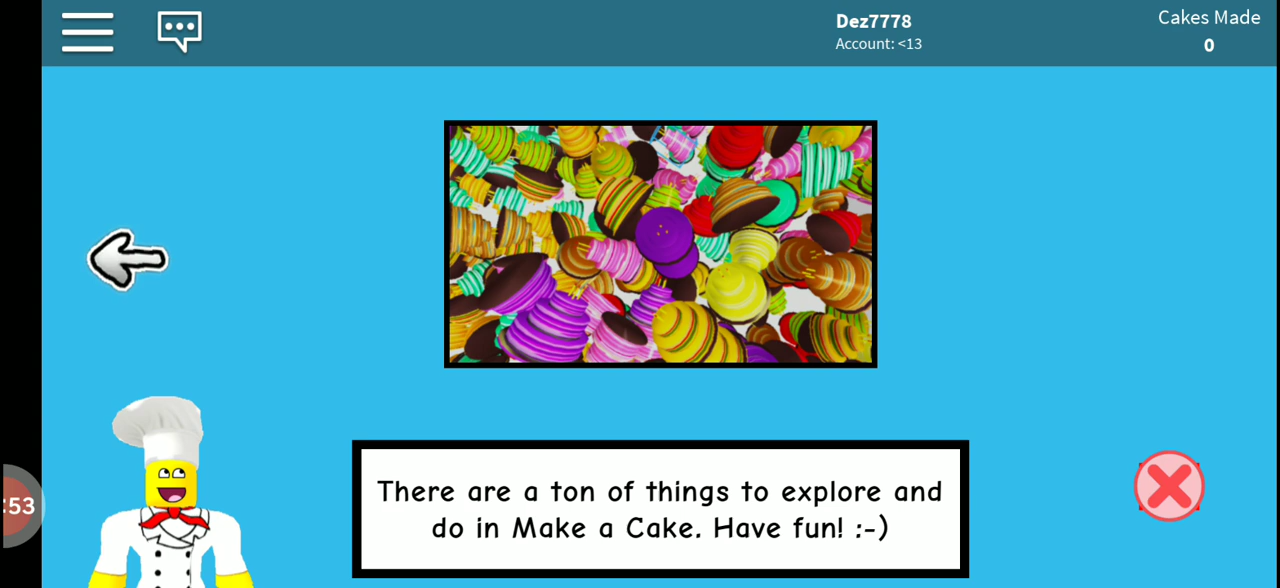 Dez7778
Account: <13
Cakes Made
0
:53
There are a ton of things to explore and
do in Make a Cake. Have fun! :-)